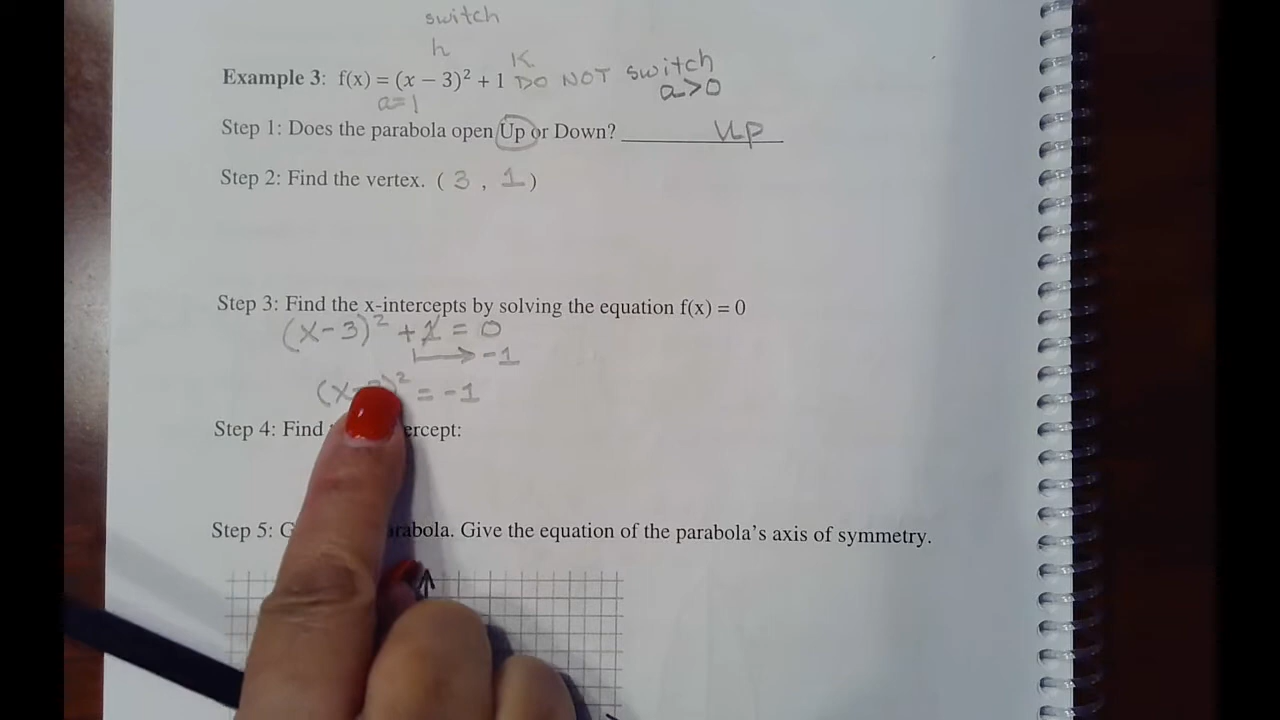 switch
h
K
Example 3: f(x) = (x − 3)² + 1 DO NOT switch
a=1 a>0
Step 1: Does the parabola open Up or Down? Up
Step 2: Find the vertex. ( 3 , 1 )
Step 3: Find the x-intercepts by solving the equation f(x) = 0
(x-3)² + 1 = 0
-1
(x- )² = -1
Step 4: Find ercept:
Step 5: G rabola. Give the equation of the parabola's axis of symmetry.